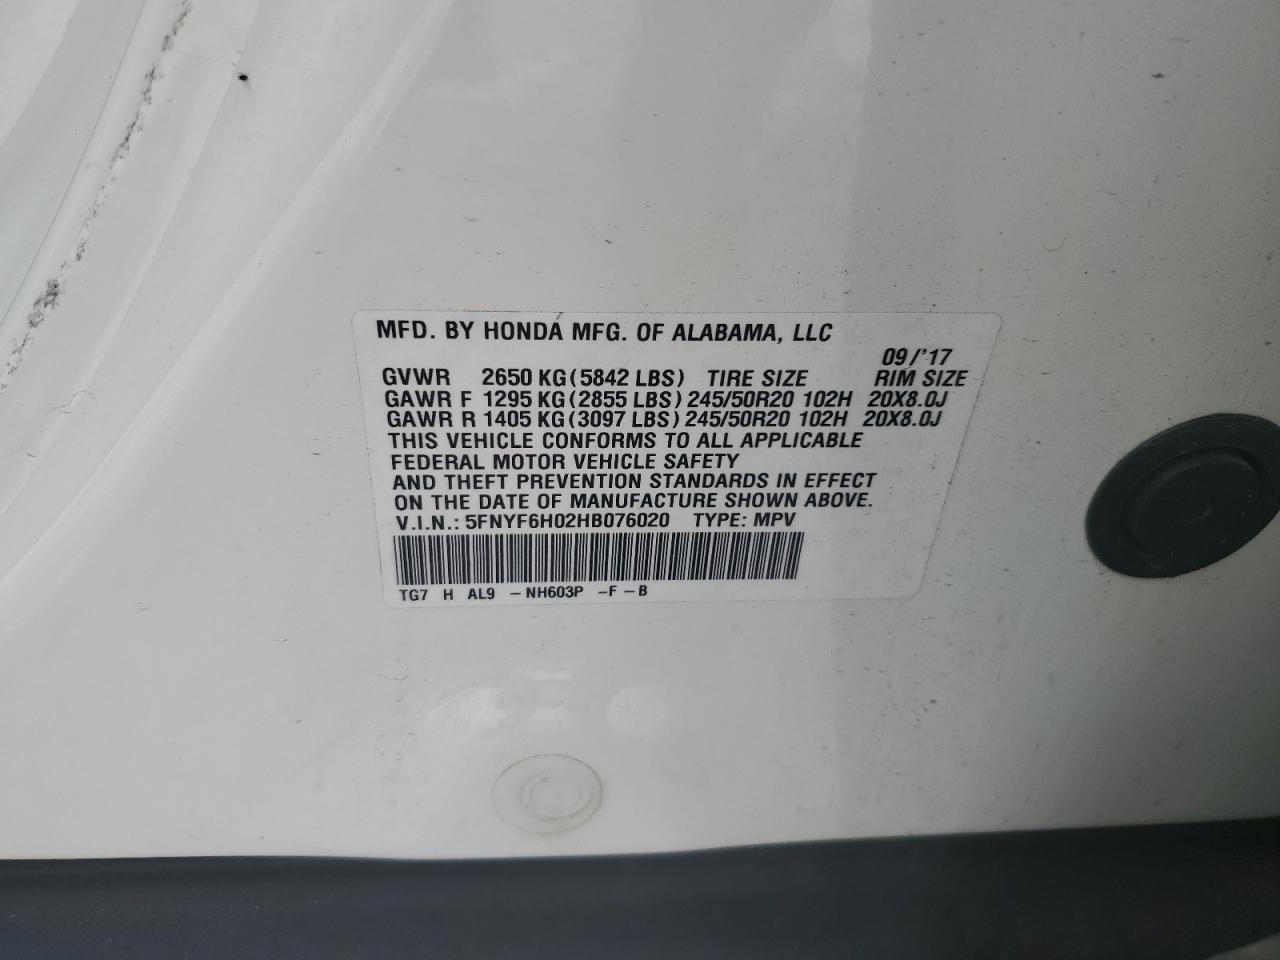 MFD. BY HONDA MFG. OF ALABAMA, LLC
09/'17
GVWR 2650 KG(5842 LBS) TIRE SIZE RIM SIZE
GAWR F 1295 KG(2855 LBS)245/50R20 102H 20X8.0J
GAWR R 1405 KG(3097 LBS)245/50R20 102H 20X8.0J
THIS VEHICLE CONFORMS TO ALL APPLICABLE
FEDERAL MOTOR VEHICLE SAFETY
AND THEFT PREVENTION STANDARDS IN EFFECT
ON THE DATE OF MANUFACTURE SHOWN ABOVE.
V.I.N.: 5FNYF6H02HB076020 TYPE: MPV
TG7 H AL9 -NH603P -F-B